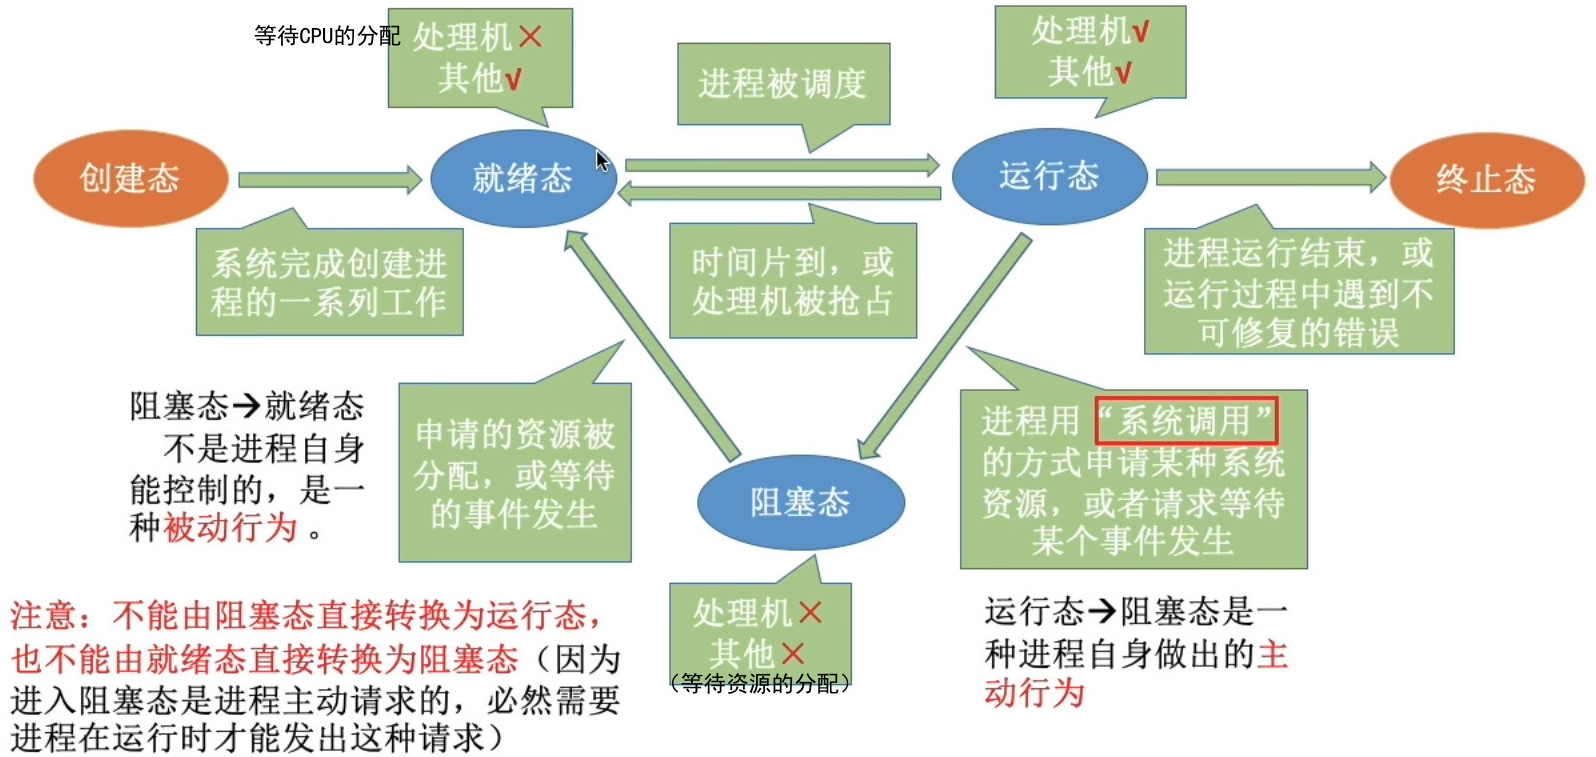 等待CPU的分配
处理机×
其他√
进程被调度
处理机√
其他√
创建态
就绪态
运行态
终止态
系统完成创建进
程的一系列工作
时间片到，或
处理机被抢占
进程运行结束，或
运行过程中遇到不
可修复的错误
阻塞态→就绪态
不是进程自身
能控制的，是一
种被动行为 。
申请的资源被
分配，或等待
的事件发生
阻塞态
进程用“系统调用”
的方式申请某种系统
资源，或者请求等待
某个事件发生
处理机×
其他×
（等待资源的分配）
运行态→阻塞态是一
种进程自身做出的主
动行为
注意：不能由阻塞态直接转换为运行态，
也不能由就绪态直接转换为阻塞态（因为
进入阻塞态是进程主动请求的，必然需要
进程在运行时才能发出这种请求）